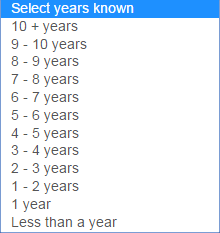 Select years known
10 + years
9 - 10 years
8 - 9 years
7 - 8 years
6 - 7 years
5 - 6 years
4 - 5 years
3 - 4 years
2 - 3 years
1 - 2 years
1 year
Less than a year